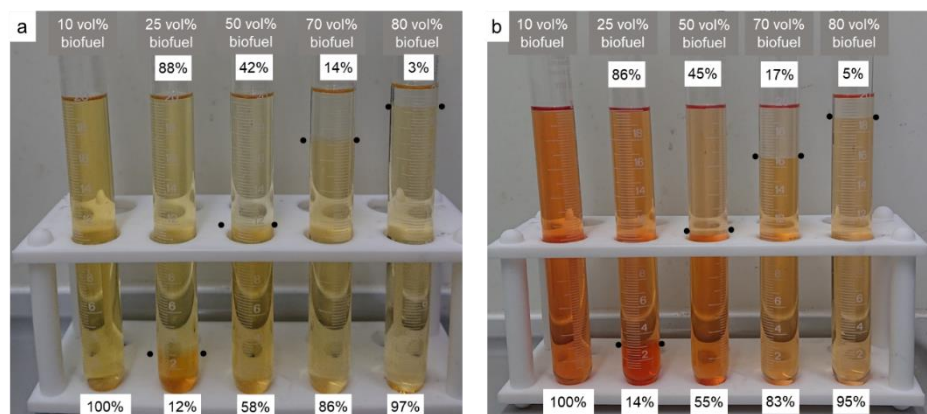 a
10 vol% biofuel
25 vol% biofuel
50 vol% biofuel
70 vol% biofuel
80 vol% biofuel
88%
42%
14%
3%
100%
12%
58%
86%
97%
b
10 vol% biofuel
25 vol% biofuel
50 vol% biofuel
70 vol% biofuel
80 vol% biofuel
86%
45%
17%
5%
100%
14%
55%
83%
95%